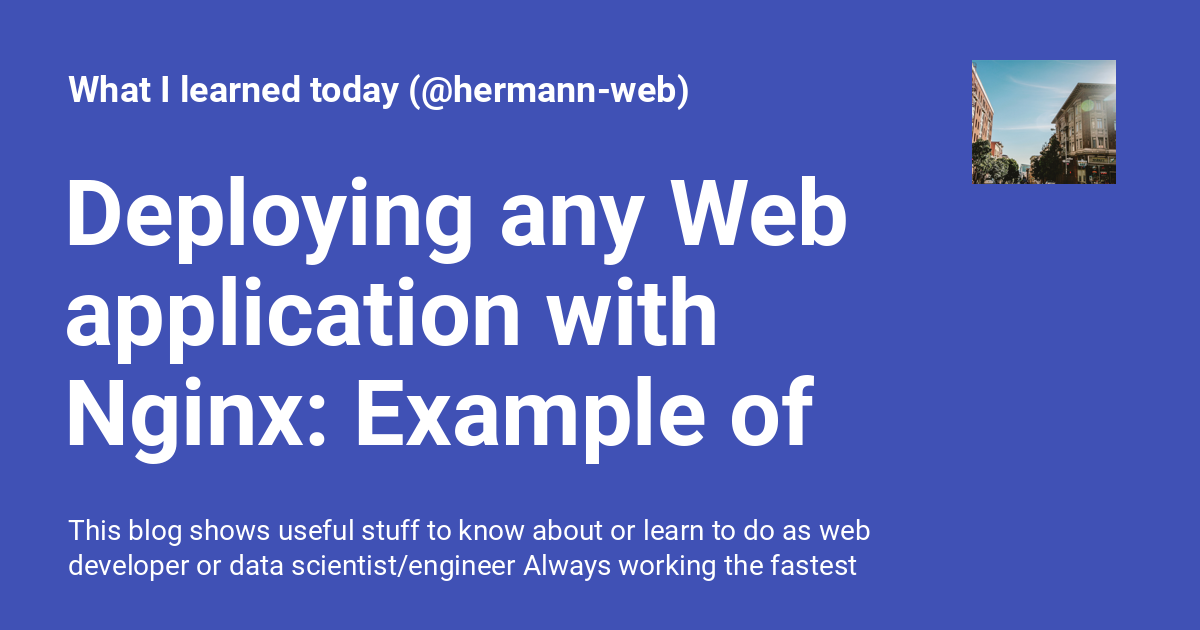 What I learned today (@hermann-web)
Deploying any Web
application with
Nginx: Example of
This blog shows useful stuff to know about or learn to do as web
developer or data scientist/engineer Always working the fastest